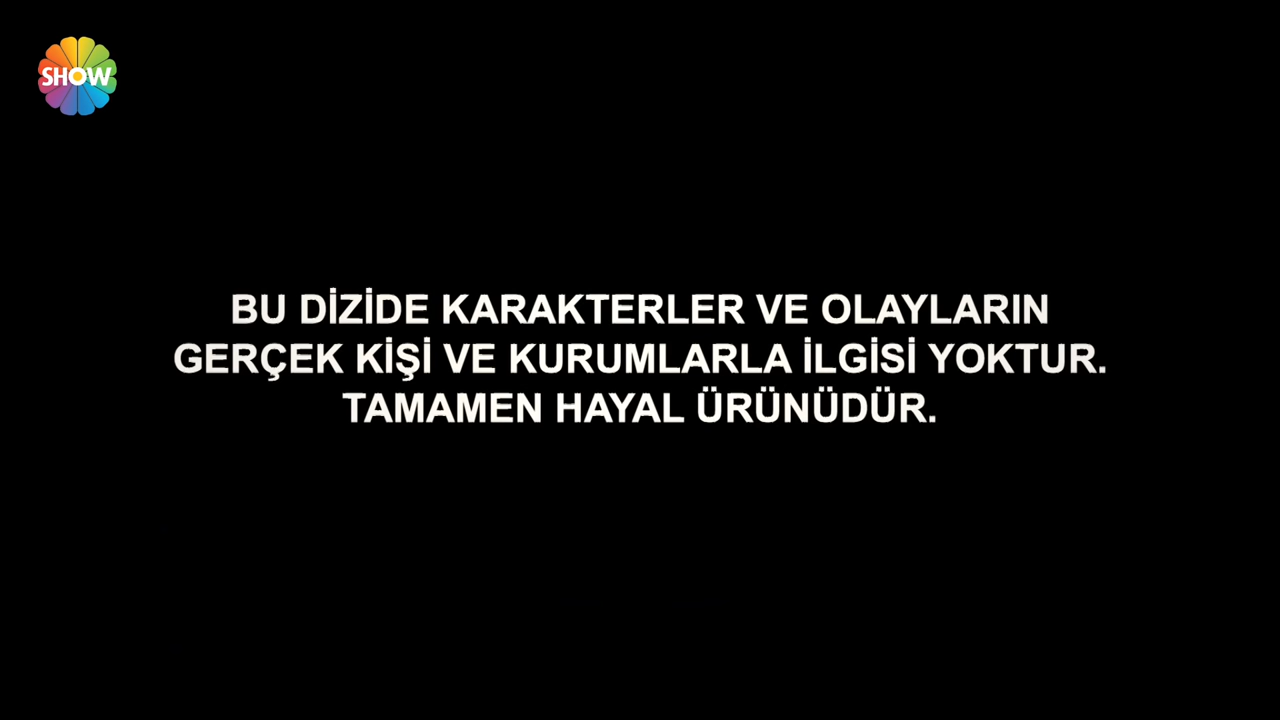 SHOW
BU DİZİDE KARAKTERLER VE OLAYLARIN
GERÇEK KİŞİ VE KURUMLARLA İLGİSİ YOKTUR.
TAMAMEN HAYAL ÜRÜNÜDÜR.